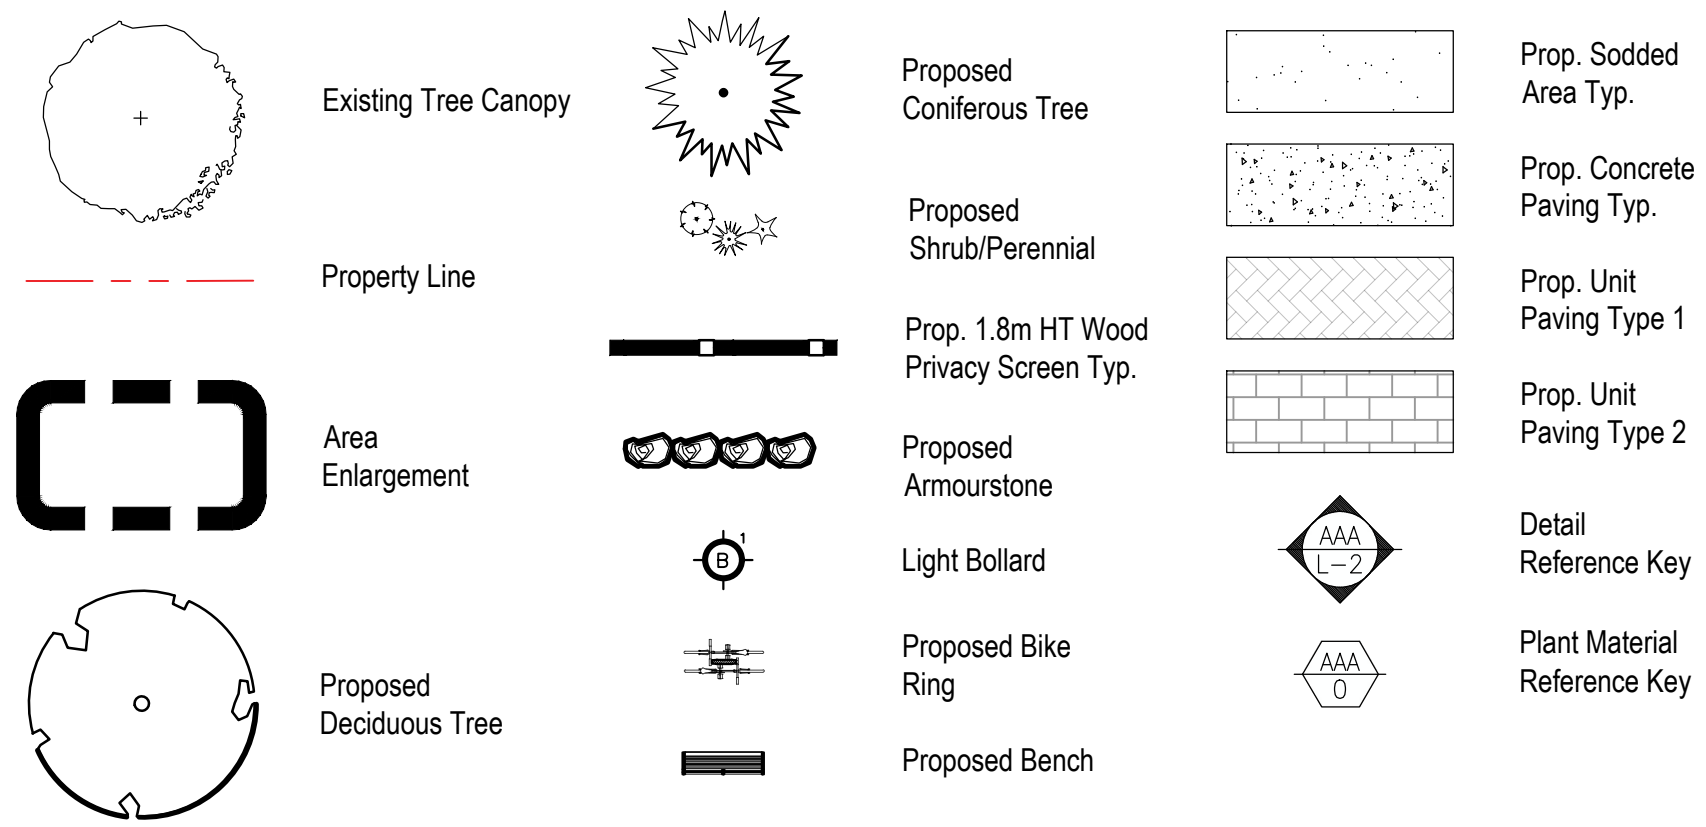 Existing Tree Canopy
Property Line
Area
Enlargement
Proposed
Deciduous Tree
Proposed
Coniferous Tree
Proposed
Shrub/Perennial
Prop. 1.8m HT Wood
Privacy Screen Typ.
Proposed
Armourstone
B
1
Light Bollard
Proposed Bike
Ring
Proposed Bench
Prop. Sodded
Area Typ.
Prop. Concrete
Paving Typ.
Prop. Unit
Paving Type 1
Prop. Unit
Paving Type 2
AAA
L-2
Detail
Reference Key
AAA
0
Plant Material
Reference Key